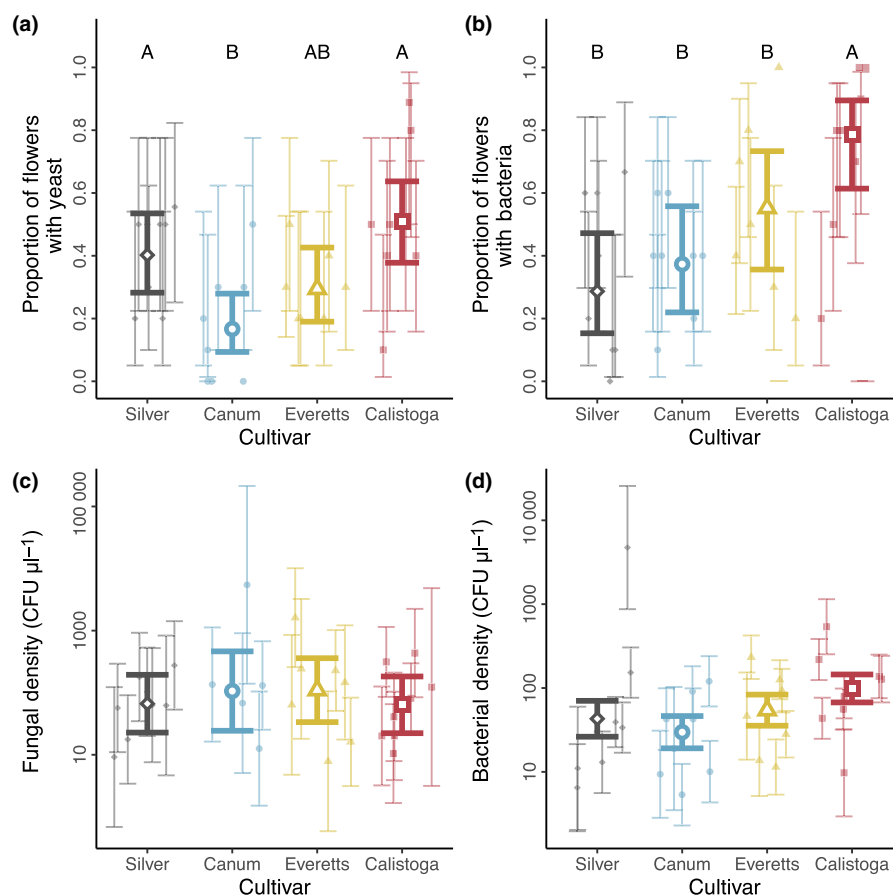 (a)
A B AB A
Proportion of flowers
with yeast
1.0
0.8
0.6
0.4
0.2
0.0
Silver Canum Everetts Calistoga
Cultivar
(b)
B B B A
Proportion of flowers
with bacteria
1.0
0.8
0.6
0.4
0.2
0.0
Silver Canum Everetts Calistoga
Cultivar
(c)
Fungal density (CFU µl−1)
100 000
1000
10
Silver Canum Everetts Calistoga
Cultivar
(d)
Bacterial density (CFU µl−1)
10 000
1000
100
10
Silver Canum Everetts Calistoga
Cultivar